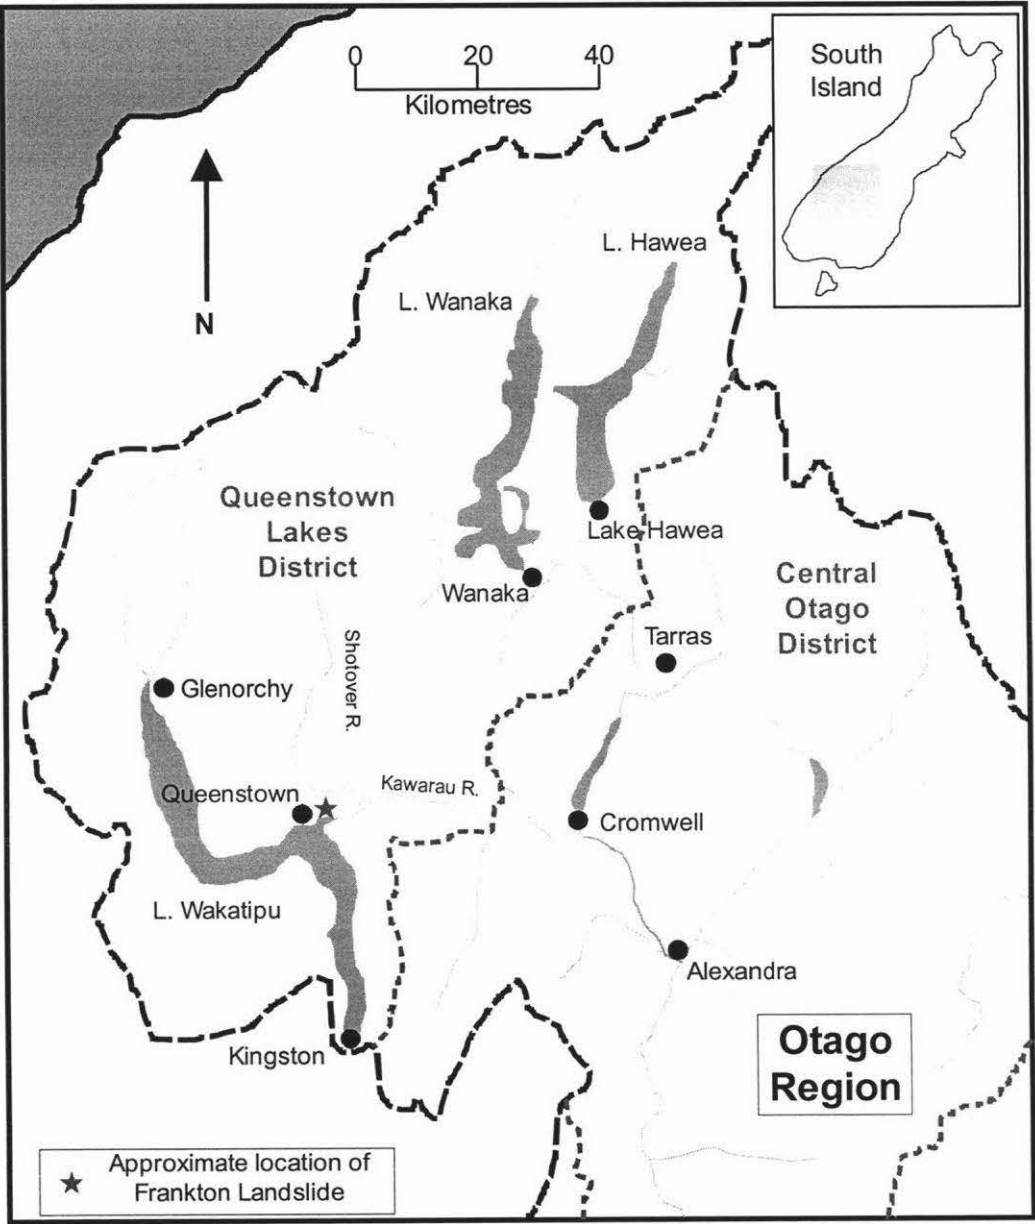 0 20 40
Kilometres
South
Island
N
L. Hawea
L. Wanaka
Queenstown
Lakes
District
Lake Hawea
Wanaka
Central
Otago
District
Tarras
Shotover R.
Glenorchy
Kawarau R.
Queenstown
Cromwell
L. Wakatipu
Alexandra
Kingston
Otago
Region
Approximate location of
Frankton Landslide